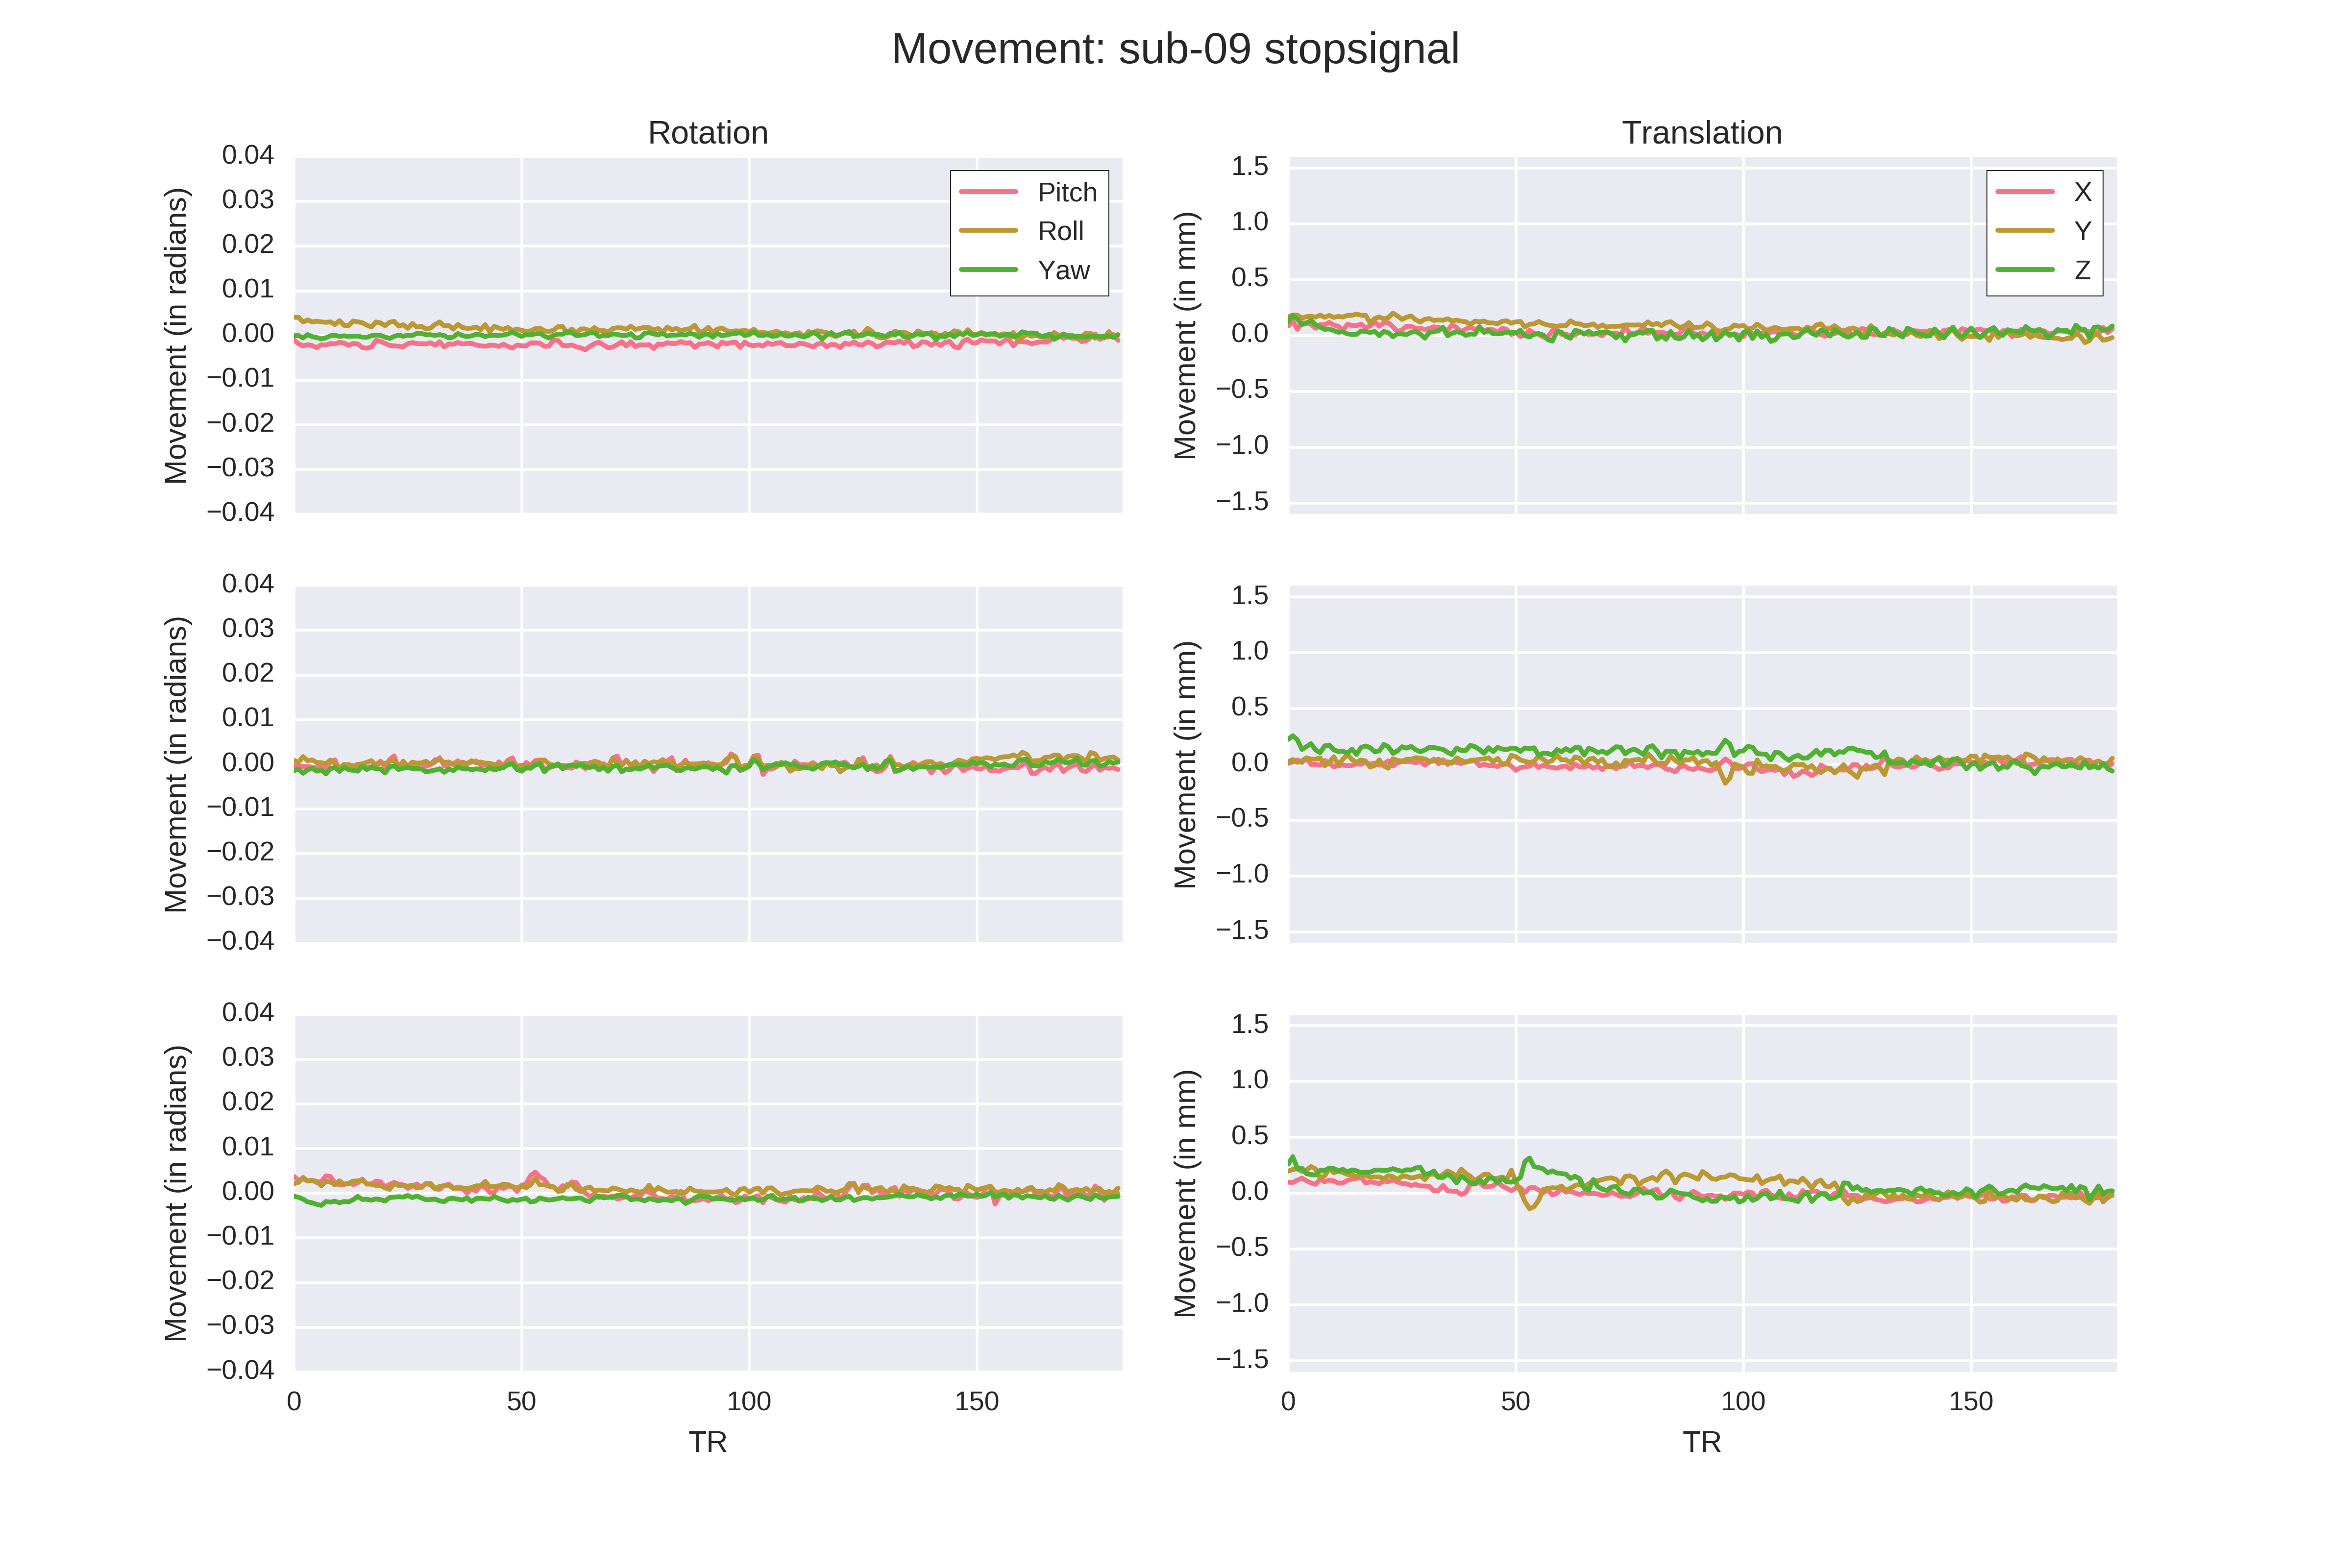 Movement: sub-09 stopsignal
Rotation
Movement (in radians)
0.04
0.03
0.02
0.01
0.00
−0.01
−0.02
−0.03
−0.04
Pitch
Roll
Yaw
Translation
Movement (in mm)
1.5
1.0
0.5
0.0
−0.5
−1.0
−1.5
X
Y
Z
Movement (in radians)
0.04
0.03
0.02
0.01
0.00
−0.01
−0.02
−0.03
−0.04
Movement (in mm)
1.5
1.0
0.5
0.0
−0.5
−1.0
−1.5
Movement (in radians)
0.04
0.03
0.02
0.01
0.00
−0.01
−0.02
−0.03
−0.04
0 50 100 150
TR
Movement (in mm)
1.5
1.0
0.5
0.0
−0.5
−1.0
−1.5
0 50 100 150
TR